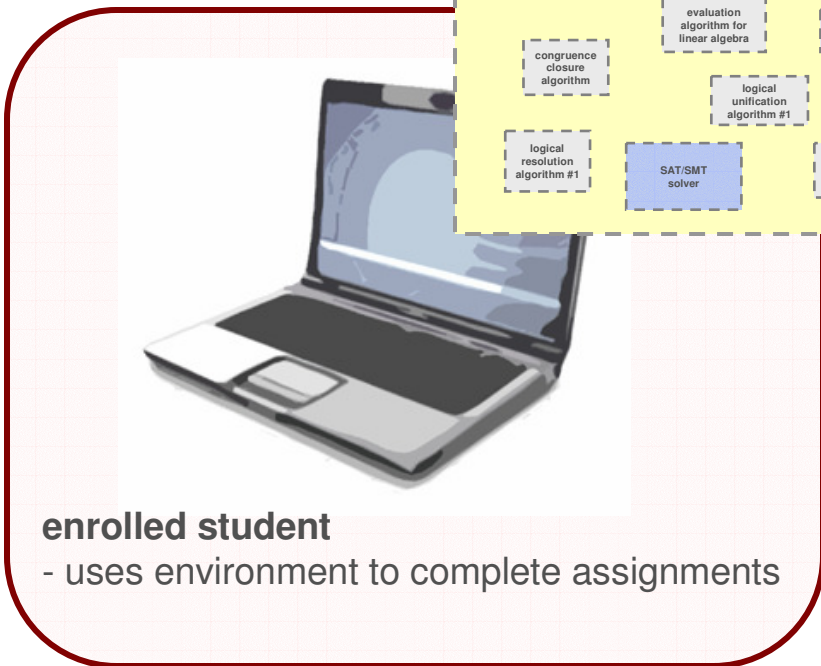 evaluation
algorithm for
linear algebra
congruence
closure
algorithm
logical
unification
algorithm #1
logical
resolution
algorithm #1
SAT/SMT
solver
enrolled student
- uses environment to complete assignments